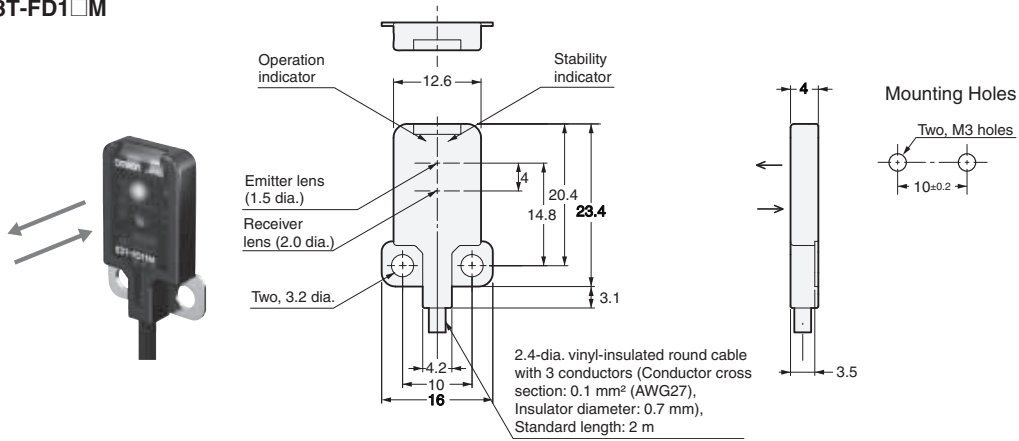 3T-FD1□M
Operation
indicator
Stability
indicator
12.6
4
Mounting Holes
Two, M3 holes
10±0.2
Emitter lens
(1.5 dia.)
Receiver
lens (2.0 dia.)
4
20.4
14.8
23.4
Two, 3.2 dia.
3.1
4.2
10
16
2.4-dia. vinyl-insulated round cable
with 3 conductors (Conductor cross
section: 0.1 mm² (AWG27),
Insulator diameter: 0.7 mm),
Standard length: 2 m
3.5
omron